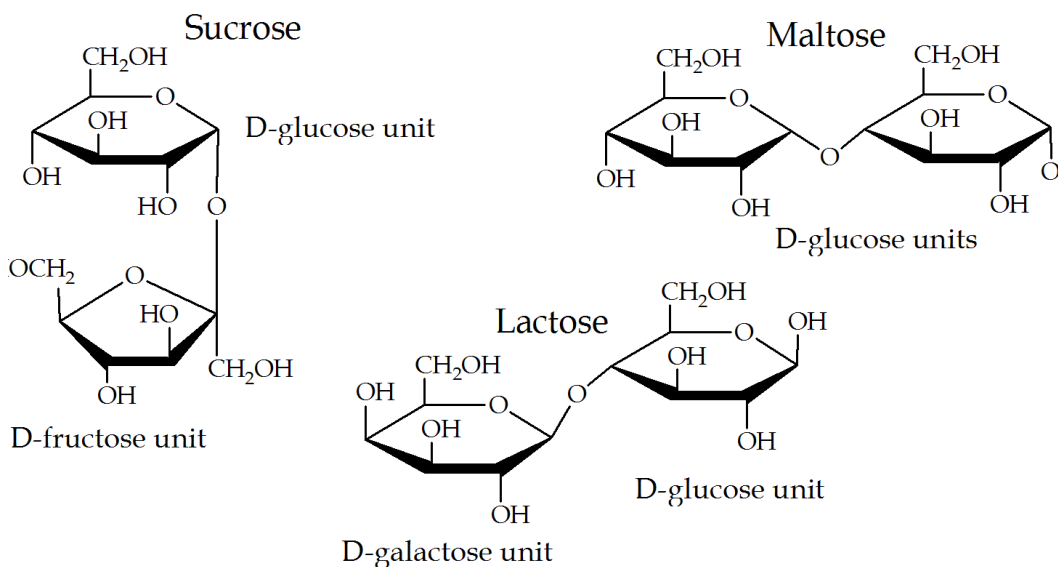 Sucrose
CH2OH
O
OH
OH
HO
O
D-glucose unit
OCH2
O
HO
OH
CH2OH
D-fructose unit
Maltose
CH2OH
O
OH
OH
OH
O
CH2OH
O
OH
OH
O
D-glucose units
Lactose
CH2OH
OH
O
OH
OH
O
CH2OH
O
OH
OH
OH
D-glucose unit
D-galactose unit